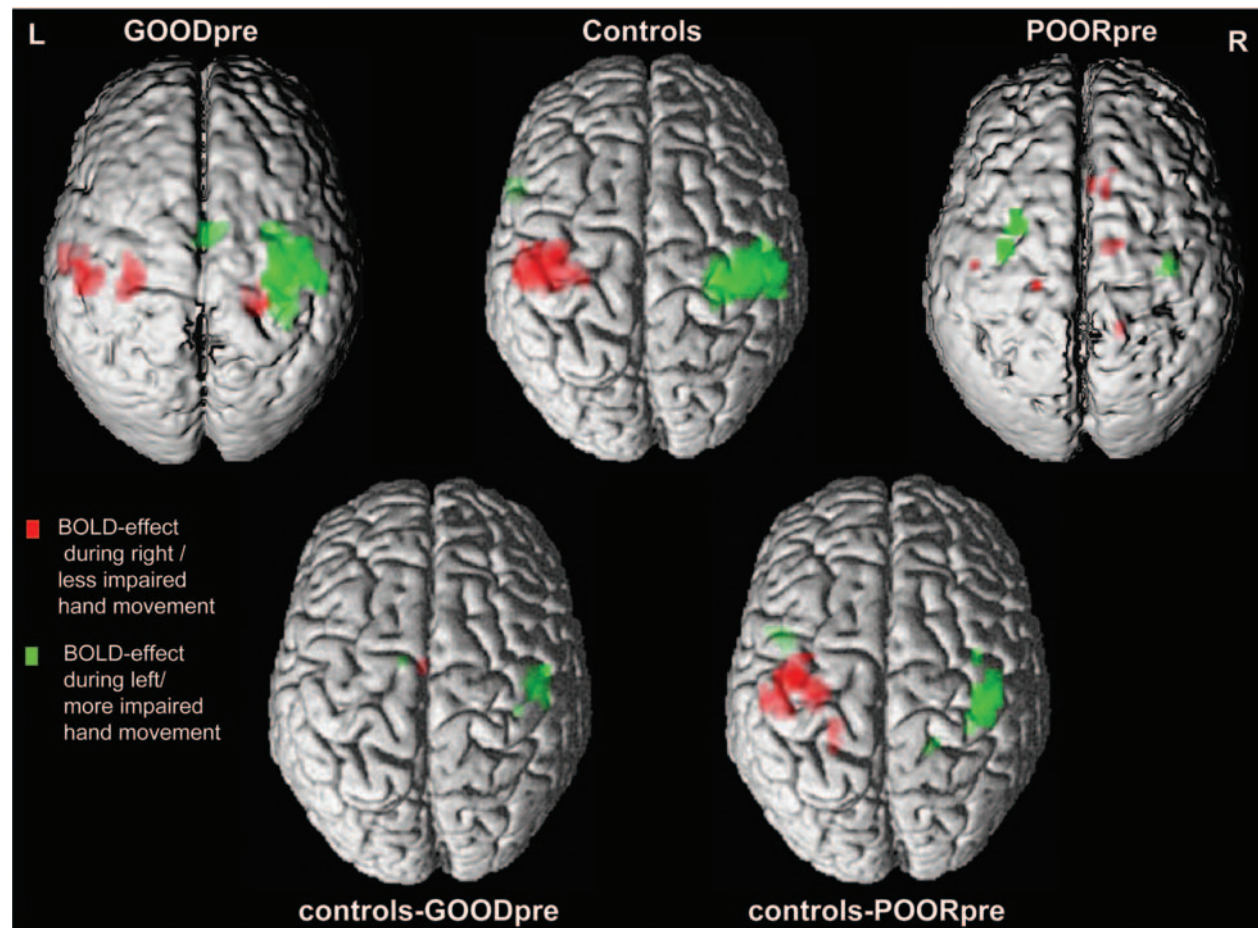 L
GOODpre
Controls
POORpre
R
BOLD-effect
during right /
less impaired
hand movement
BOLD-effect
during left/
more impaired
hand movement
controls-GOODpre
controls-POORpre